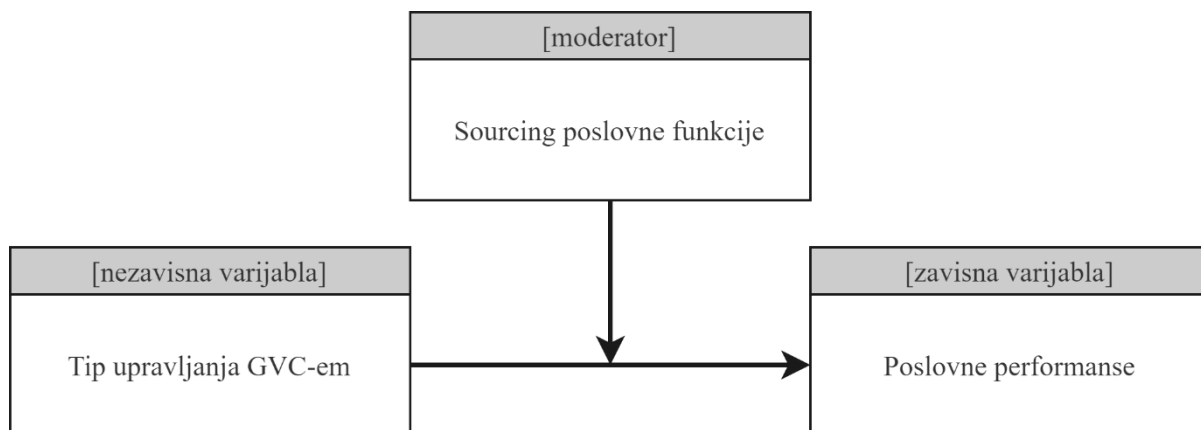 [moderator]
Sourcing poslovne funkcije
[nezavisna varijabla]
Tip upravljanja GVC-em
[zavisna varijabla]
Poslovne performanse